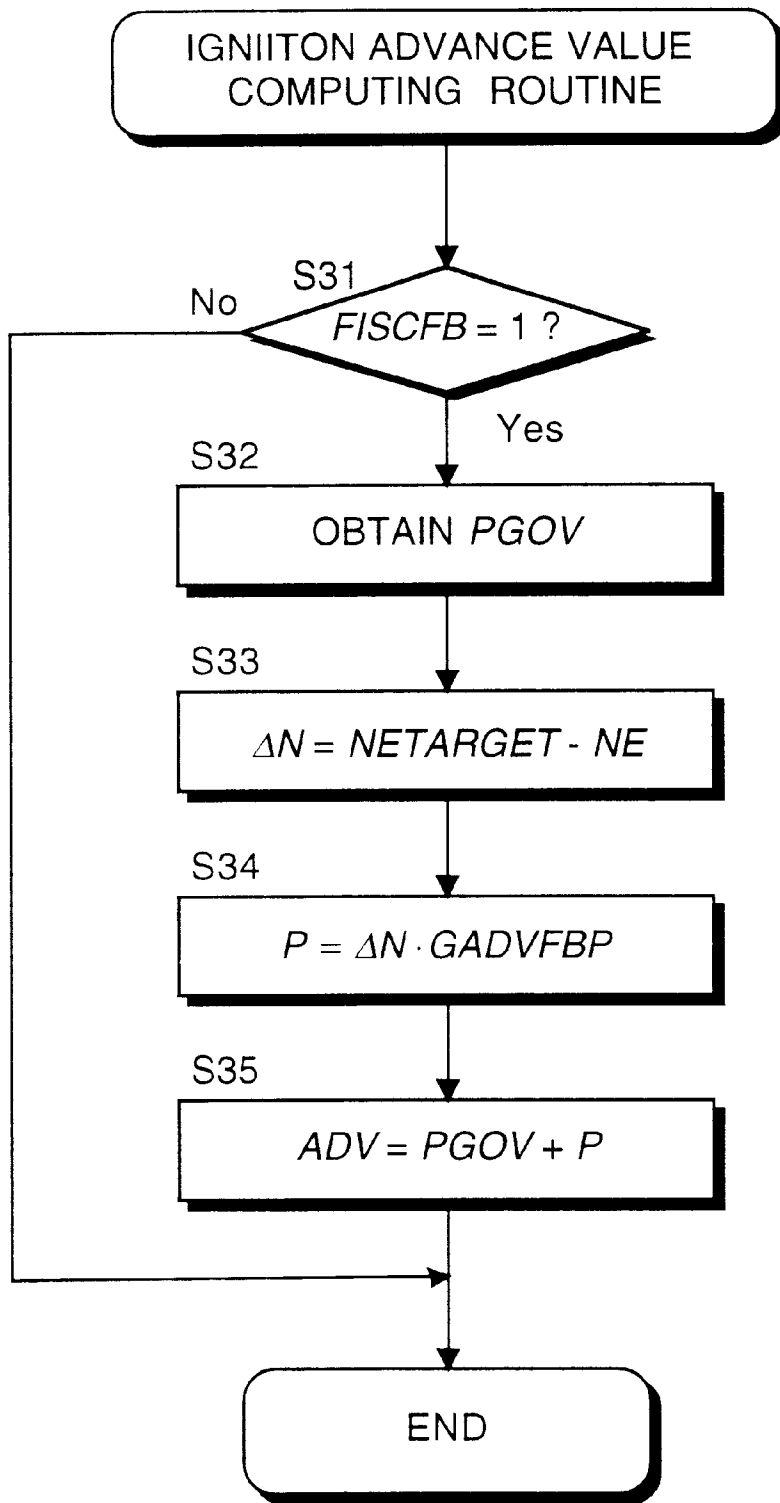 IGNIITON ADVANCE VALUE
COMPUTING ROUTINE
S31
No
FISCFB = 1 ?
Yes
S32
OBTAIN PGOV
S33
ΔN = NETARGET - NE
S34
P = ΔN · GADVFBP
S35
ADV = PGOV + P
END